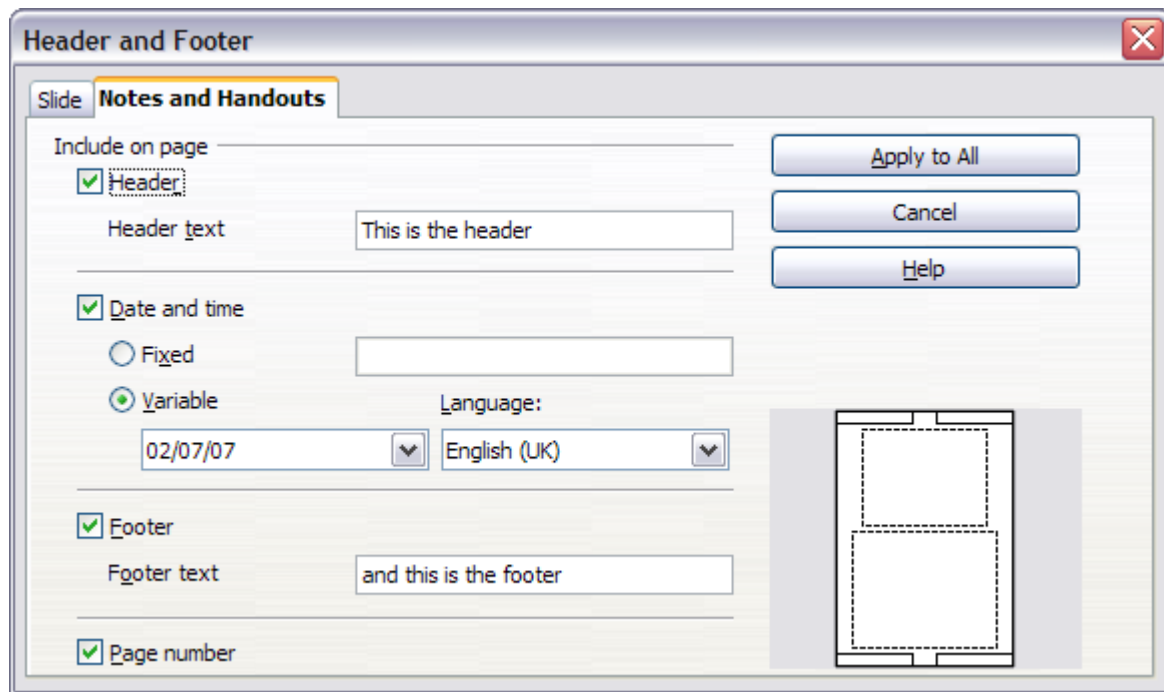 Header and Footer
Slide Notes and Handouts
Include on page
Apply to All
Header
Header text This is the header
Cancel
Help
Date and time
Fixed
Variable Language:
02/07/07 English (UK)
Footer
Footer text and this is the footer
Page number